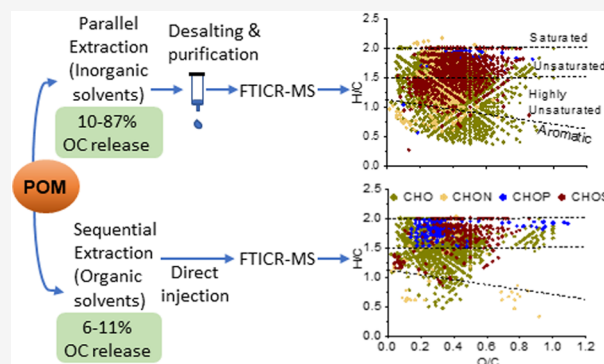 Parallel
Extraction
(Inorganic
solvents)
10-87%
OC release
Desalting &
purification
FTICR-MS
POM
Sequential
Extraction
(Organic
solvents)
6-11%
OC release
Direct
injection
FTICR-MS
H/C
2.5
2.0
1.5
1.0
0.5
0.0
Saturated
Unsaturated
Highly
Unsaturated
Aromatic
CHO CHON CHOP CHOS
H/C
2.5
2.0
1.5
1.0
0.5
0.0
0.0 0.2 0.4 0.6 0.8 1.0 1.2
O/C